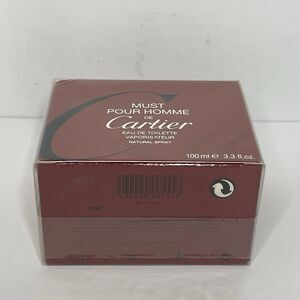 MUST
POUR HOMME
DE
Cartier
EAU DE TOILETTE
VAPORISATEUR
NATURAL SPRAY
100 ml ℮ 3.3 fl.oz.